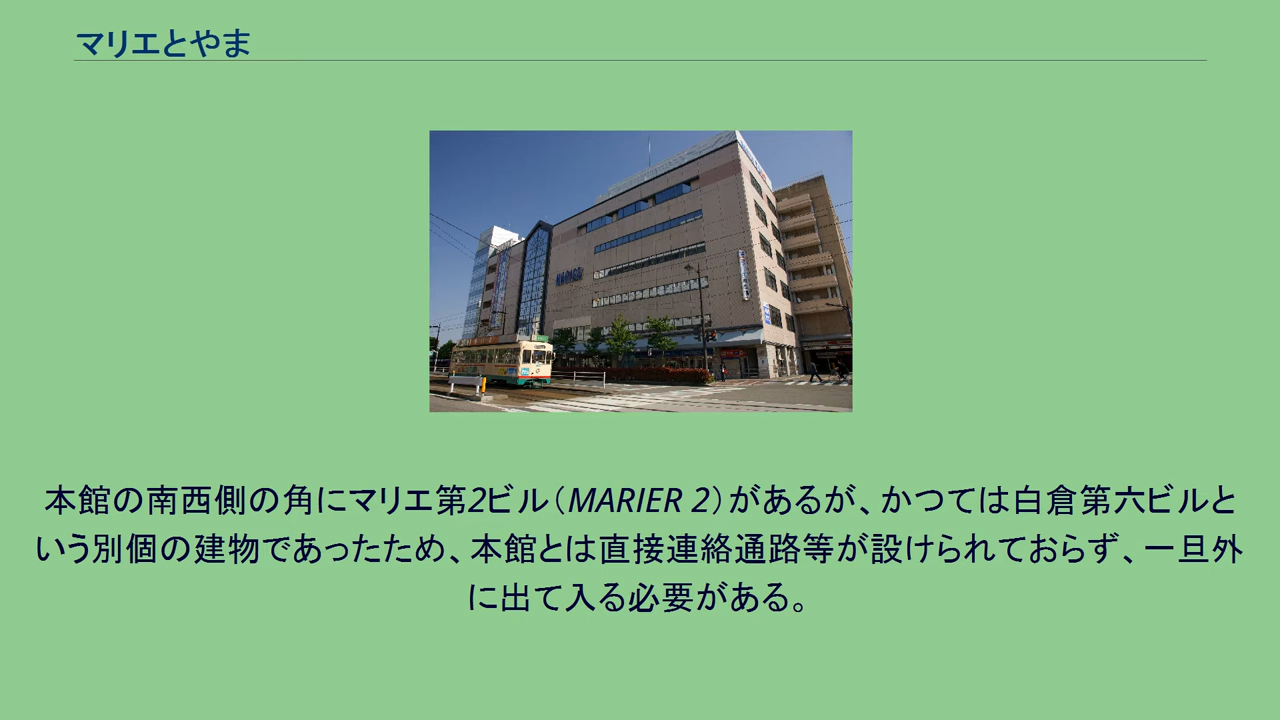 マリエとやま
MARIER
本館の南西側の角にマリエ第2ビル（MARIER 2）があるが、かつては白倉第六ビルと
いう別個の建物であったため、本館とは直接連絡通路等が設けられておらず、一旦外
に出て入る必要がある。